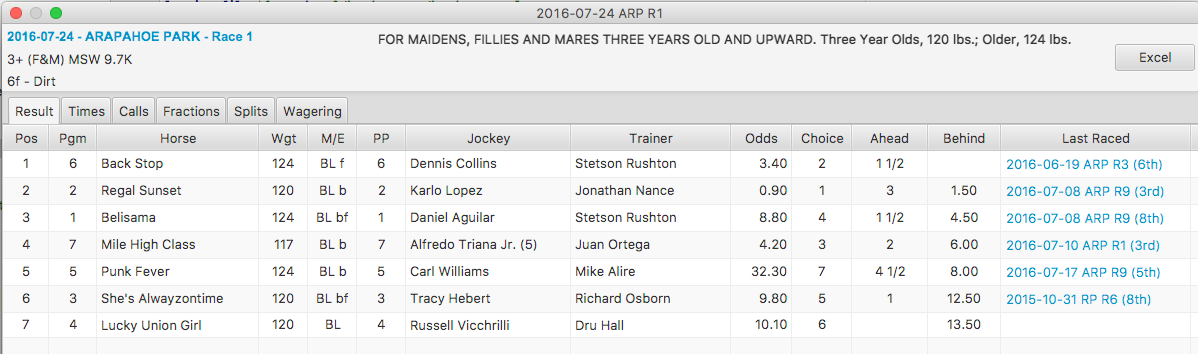 2016-07-24 ARP R1
2016-07-24 - ARAPAHOE PARK - Race 1
FOR MAIDENS, FILLIES AND MARES THREE YEARS OLD AND UPWARD. Three Year Olds, 120 lbs.; Older, 124 lbs.
3+ (F&M) MSW 9.7K
Excel
6f - Dirt
Result Times Calls Fractions Splits Wagering
Pos Pgm Horse Wgt M/E PP Jockey Trainer Odds Choice Ahead Behind Last Raced
1 6 Back Stop 124 BL f 6 Dennis Collins Stetson Rushton 3.40 2 1 1/2 2016-06-19 ARP R3 (6th)
2 2 Regal Sunset 120 BL b 2 Karlo Lopez Jonathan Nance 0.90 1 3 1.50 2016-07-08 ARP R9 (3rd)
3 1 Belisama 124 BL bf 1 Daniel Aguilar Stetson Rushton 8.80 4 1 1/2 4.50 2016-07-08 ARP R9 (8th)
4 7 Mile High Class 117 BL b 7 Alfredo Triana Jr. (5) Juan Ortega 4.20 3 2 6.00 2016-07-10 ARP R1 (3rd)
5 5 Punk Fever 124 BL b 5 Carl Williams Mike Alire 32.30 7 4 1/2 8.00 2016-07-17 ARP R9 (5th)
6 3 She's Alwayzontime 120 BL bf 3 Tracy Hebert Richard Osborn 9.80 5 1 12.50 2015-10-31 RP R6 (8th)
7 4 Lucky Union Girl 120 BL 4 Russell Vicchrilli Dru Hall 10.10 6 13.50